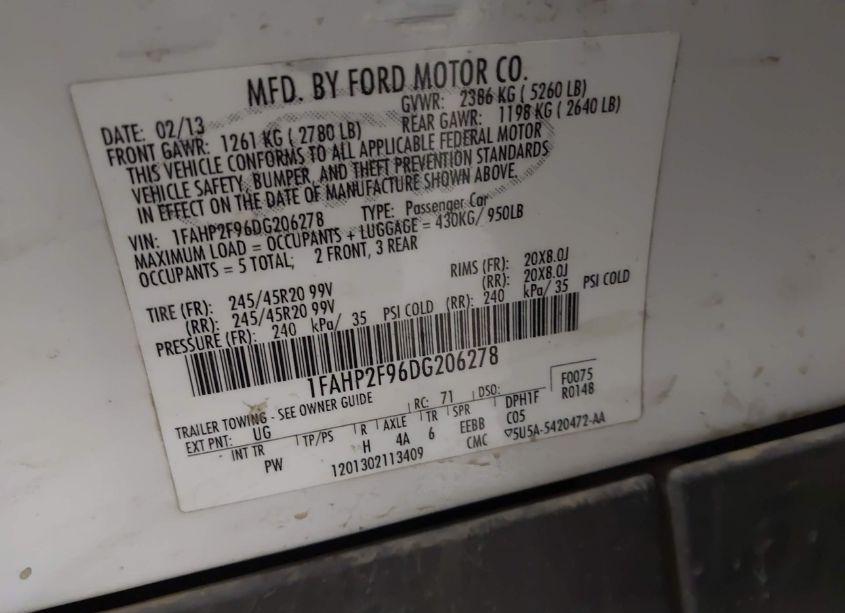 MFD. BY FORD MOTOR CO.
DATE: 02/13 GVWR: 2386 KG ( 5260 LB)
FRONT GAWR: 1261 KG ( 2780 LB) REAR GAWR: 1198 KG ( 2640 LB)
THIS VEHICLE CONFORMS TO ALL APPLICABLE FEDERAL MOTOR
VEHICLE SAFETY, BUMPER, AND THEFT PREVENTION STANDARDS
IN EFFECT ON THE DATE OF MANUFACTURE SHOWN ABOVE.
VIN: 1FAHP2F96DG206278 TYPE: Passenger Car
MAXIMUM LOAD = OCCUPANTS + LUGGAGE = 430KG/ 950LB
OCCUPANTS = 5 TOTAL; 2 FRONT, 3 REAR
TIRE (FR): 245/45R20 99V RIMS (FR): 20X8.0J
(RR): 245/45R20 99V (RR): 20X8.0J
PRESSURE (FR): 240 kPa/ 35 PSI COLD (RR): 240 kPa/ 35 PSI COLD
1FAHP2F96DG206278
TRAILER TOWING - SEE OWNER GUIDE RC: 71 DSO: F0075
EXT PNT: UG R0148
INT TR TP/PS R AXLE TR SPR DPH1F
PW H 4A 6 EEBB C05
CMC
1201302113409 ▽5U5A-5420472-AA